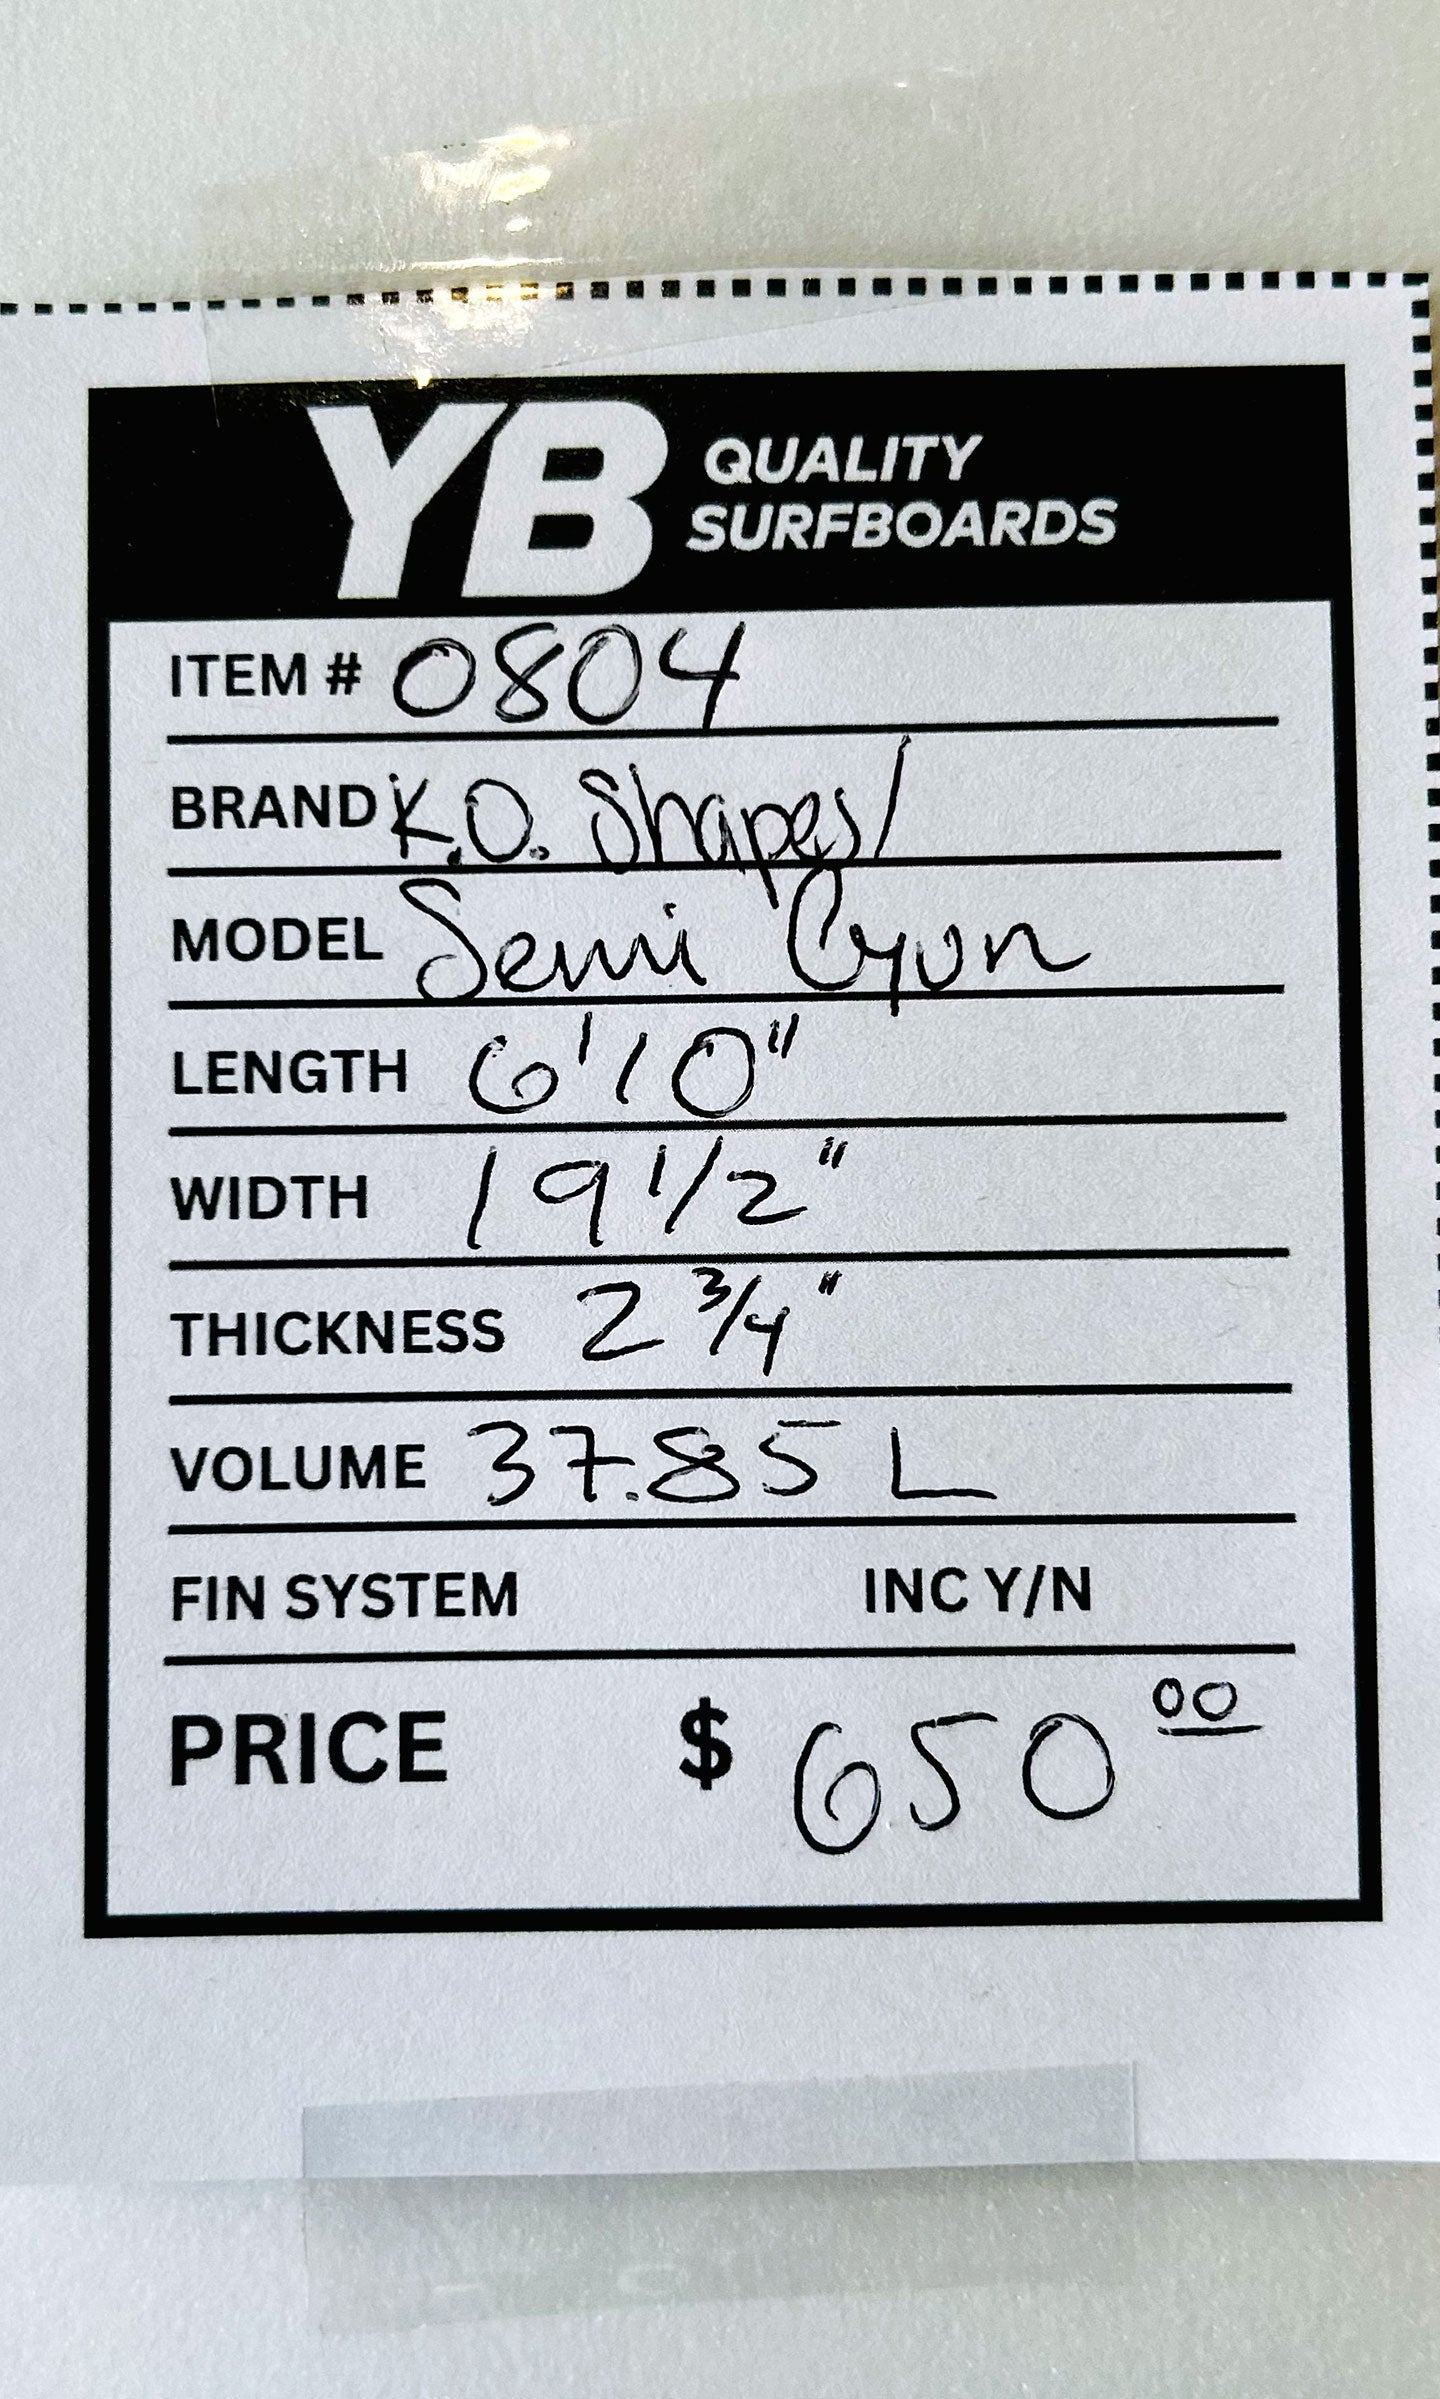 YB QUALITY
SURFBOARDS
ITEM # 0804
BRAND K.O. Shapes/
MODEL Semi Gyun
LENGTH 6'10"
WIDTH 19 1/2"
THICKNESS 2 3/4"
VOLUME 37.85 L
FIN SYSTEM INC Y/N
PRICE $ 650.00